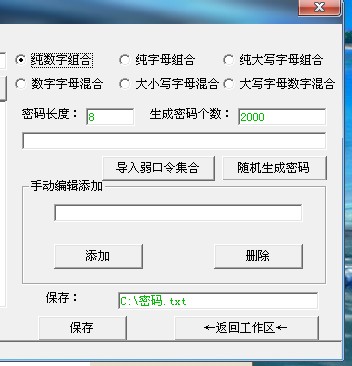 纯数字组合 纯字母组合 纯大写字母组合
数字字母混合 大小写字母混合 大写字母数字混合
密码长度： 8 生成密码个数： 2000
导入弱口令集合 随机生成密码
手动编辑添加
添加 删除
保存： C:\密码.txt
保存 ←返回工作区←